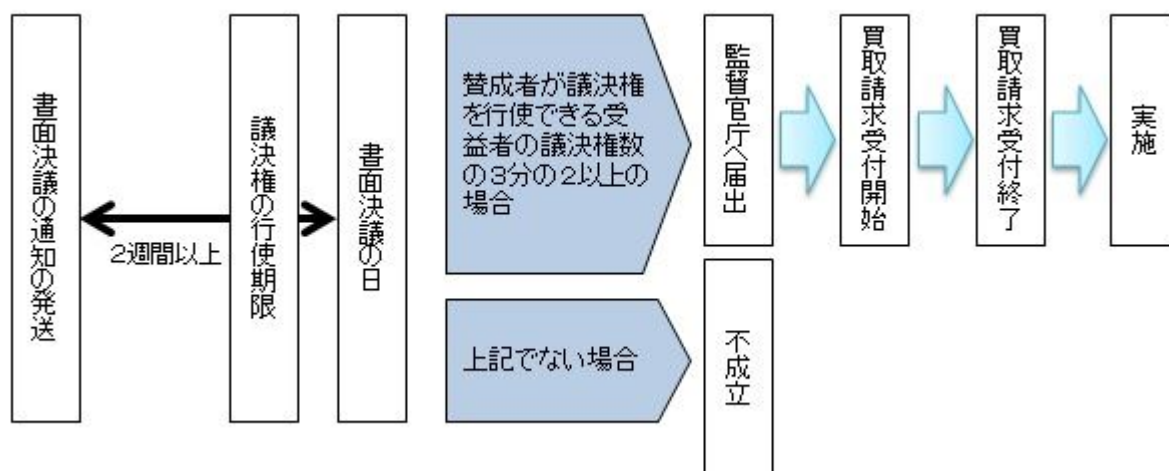 書面決議の通知の発送
2週間以上
議決権の行使期限
書面決議の日
賛成者が議決権
を行使できる受
益者の議決権数
の3分の2以上の
場合
上記でない場合
監督官庁へ届出
不成立
買取請求受付開始
買取請求受付終了
実施